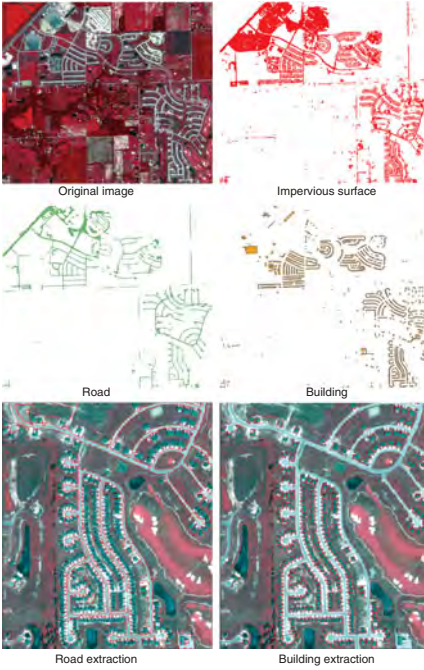 Original image
Impervious surface
Road
Building
Road extraction
Building extraction